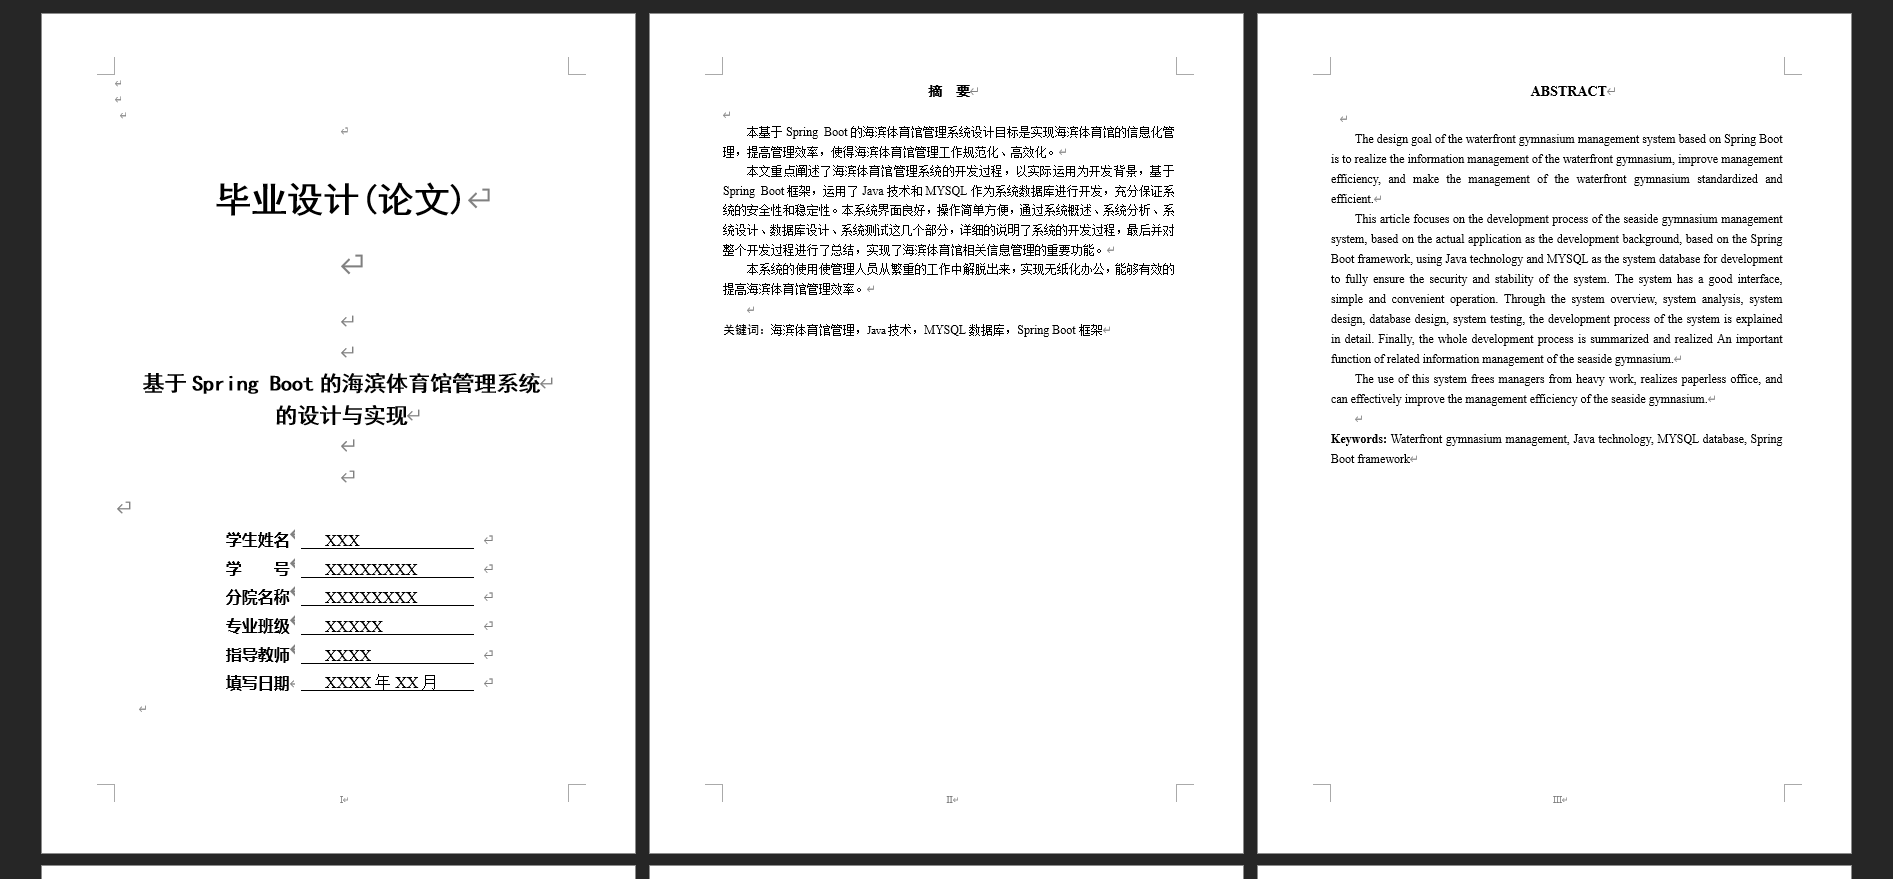 毕业设计(论文)
基于 Spring Boot 的海滨体育馆管理系统
的设计与实现
学生姓名 XXX
学 号 XXXXXXXX
分院名称 XXXXXXXX
专业班级 XXXXX
指导教师 XXXX
填写日期 XXXX 年 XX 月
I
摘 要
本基于 Spring Boot 的海滨体育馆管理系统设计目标是实现海滨体育馆的信息化管
理，提高管理效率，使得海滨体育馆管理工作规范化、高效化。
本文重点阐述了海滨体育馆管理系统的开发过程，以实际运用为开发背景，基于
Spring Boot 框架，运用了 Java 技术和 MYSQL 作为系统数据库进行开发，充分保证系
统的安全性和稳定性。本系统界面良好，操作简单方便，通过系统概述、系统分析、系
统设计、数据库设计、系统测试这几个部分，详细的说明了系统的开发过程，最后并对
整个开发过程进行了总结，实现了海滨体育馆相关信息管理的重要功能。
本系统的使用使管理人员从繁重的工作中解脱出来，实现无纸化办公，能够有效的
提高海滨体育馆管理效率。
关键词：海滨体育馆管理，Java 技术，MYSQL 数据库，Spring Boot 框架
II
ABSTRACT
The design goal of the waterfront gymnasium management system based on Spring Boot
is to realize the information management of the waterfront gymnasium, improve management
efficiency, and make the management of the waterfront gymnasium standardized and
efficient.
This article focuses on the development process of the seaside gymnasium management
system, based on the actual application as the development background, based on the Spring
Boot framework, using Java technology and MYSQL as the system database for development
to fully ensure the security and stability of the system. The system has a good interface,
simple and convenient operation. Through the system overview, system analysis, system
design, database design, system testing, the development process of the system is explained
in detail. Finally, the whole development process is summarized and realized An important
function of related information management of the seaside gymnasium.
The use of this system frees managers from heavy work, realizes paperless office, and
can effectively improve the management efficiency of the seaside gymnasium.
Keywords: Waterfront gymnasium management, Java technology, MYSQL database, Spring
Boot framework
III